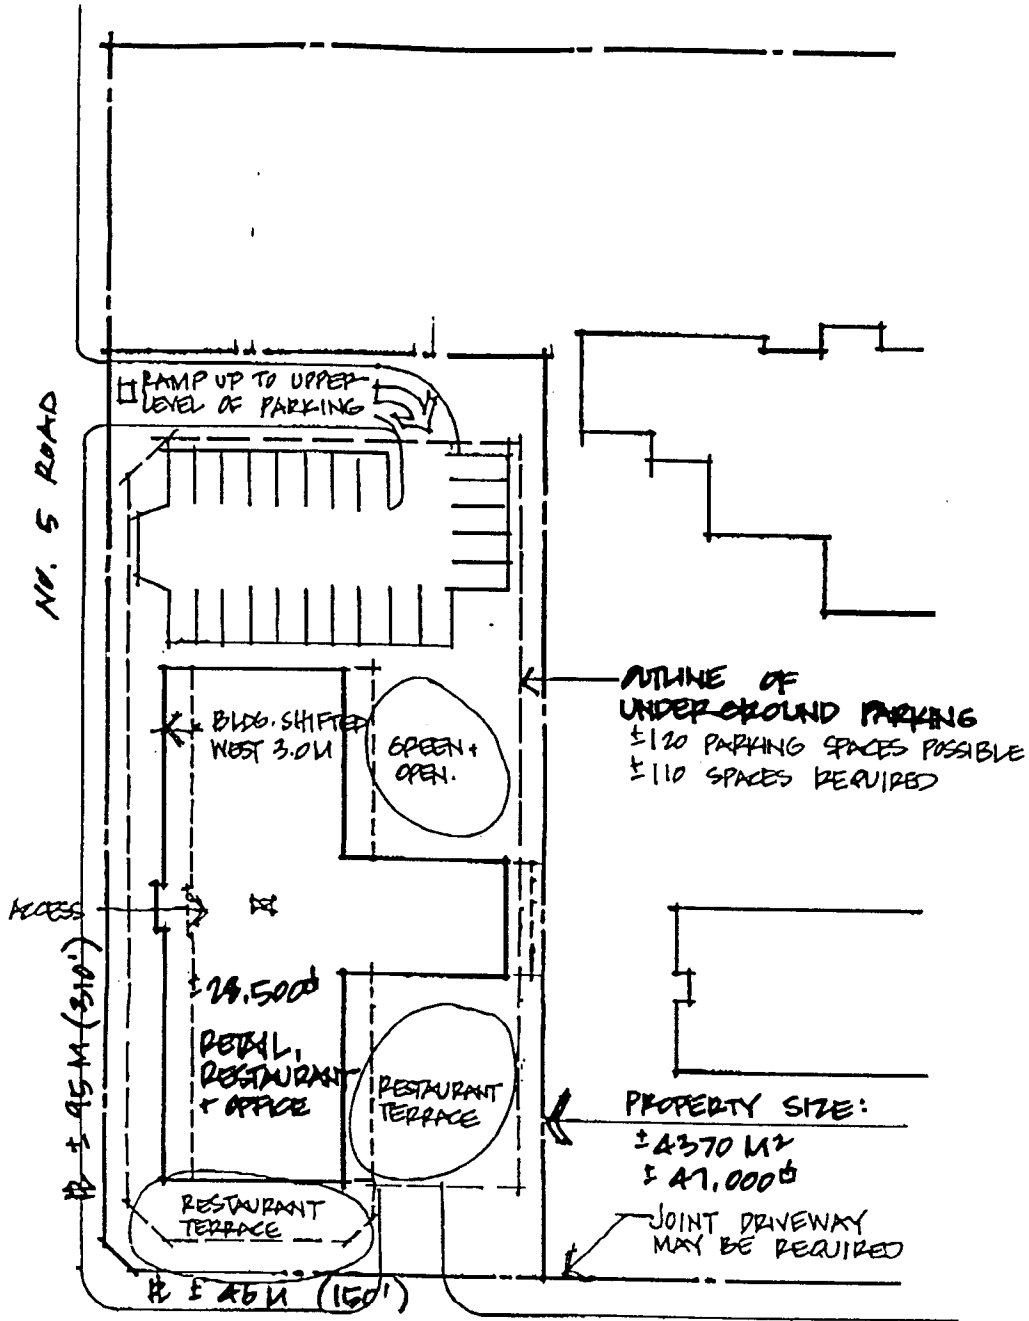 RAMP UP TO UPPER
LEVEL OF PARKING
NO. 5 ROAD
OUTLINE OF
UNDERGROUND PARKING
±120 PARKING SPACES POSSIBLE
±110 SPACES REQUIRED
BLDG. SHIFTED
WEST 3.0M
GREEN +
OPEN.
ACCESS
RETAIL,
RESTAURANT
+ OFFICE
RESTAURANT
TERRACE
PROPERTY SIZE:
±4370 M²
± 47,000
± 95 M (310')
RESTAURANT
TERRACE
JOINT DRIVEWAY
MAY BE REQUIRED
± 46 M (150')